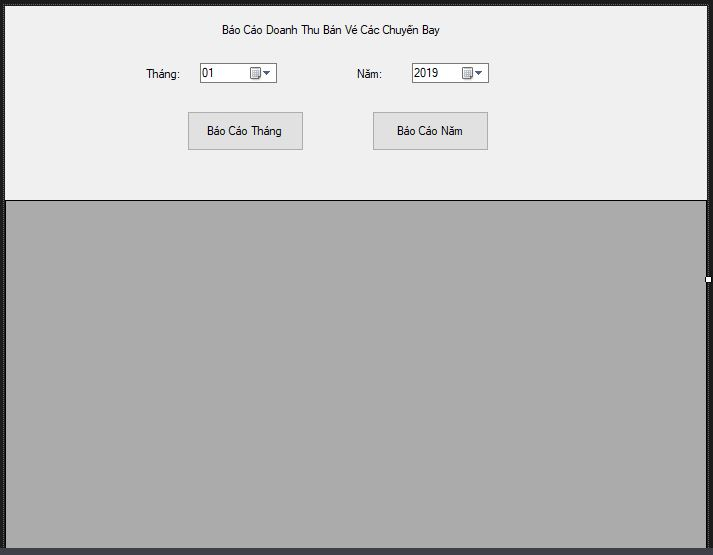 Báo Cáo Doanh Thu Bán Vé Các Chuyến Bay
Tháng: 01 Năm: 2019
Báo Cáo Tháng Báo Cáo Năm